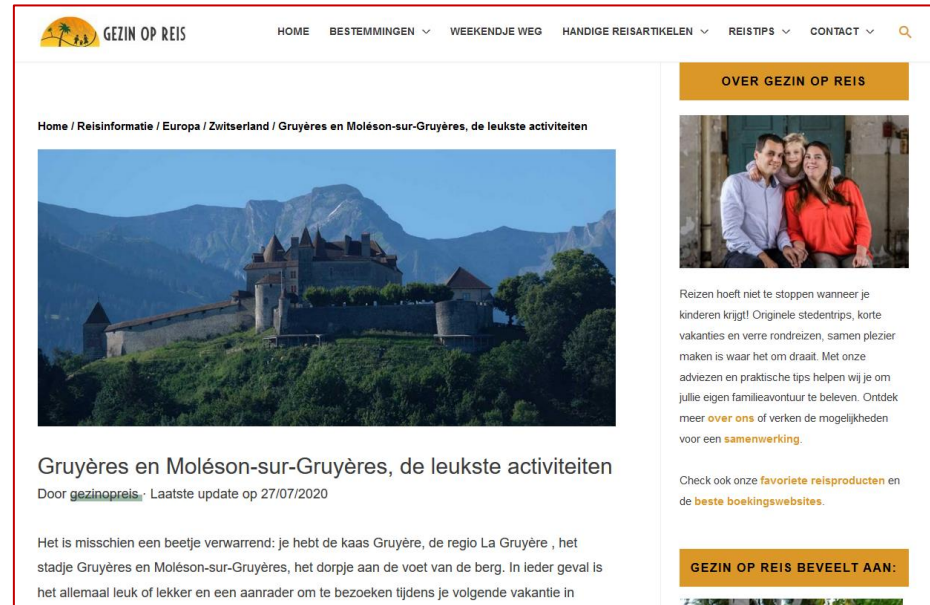 GEZIN OP REIS
HOME BESTEMMINGEN WEEKENDJE WEG HANDIGE REISARTIKELEN REISTIPS CONTACT
Home / Reisinformatie / Europa / Zwitserland / Gruyères en Moléson-sur-Gruyères, de leukste activiteiten
Gruyères en Moléson-sur-Gruyères, de leukste activiteiten
Door gezinopreis · Laatste update op 27/07/2020
Het is misschien een beetje verwarrend: je hebt de kaas Gruyère, de regio La Gruyère , het
stadje Gruyères en Moléson-sur-Gruyères, het dorpje aan de voet van de berg. In ieder geval is
het allemaal leuk of lekker en een aanrader om te bezoeken tijdens je volgende vakantie in
OVER GEZIN OP REIS
Reizen hoeft niet te stoppen wanneer je
kinderen krijgt! Originele stedentrips, korte
vakanties en verre rondreizen, samen plezier
maken is waar het om draait. Met onze
adviezen en praktische tips helpen wij je om
jullie eigen familieavontuur te beleven. Ontdek
meer over ons of verken de mogelijkheden
voor een samenwerking.
Check ook onze favoriete reisproducten en
de beste boekingswebsites.
GEZIN OP REIS BEVEELT AAN: